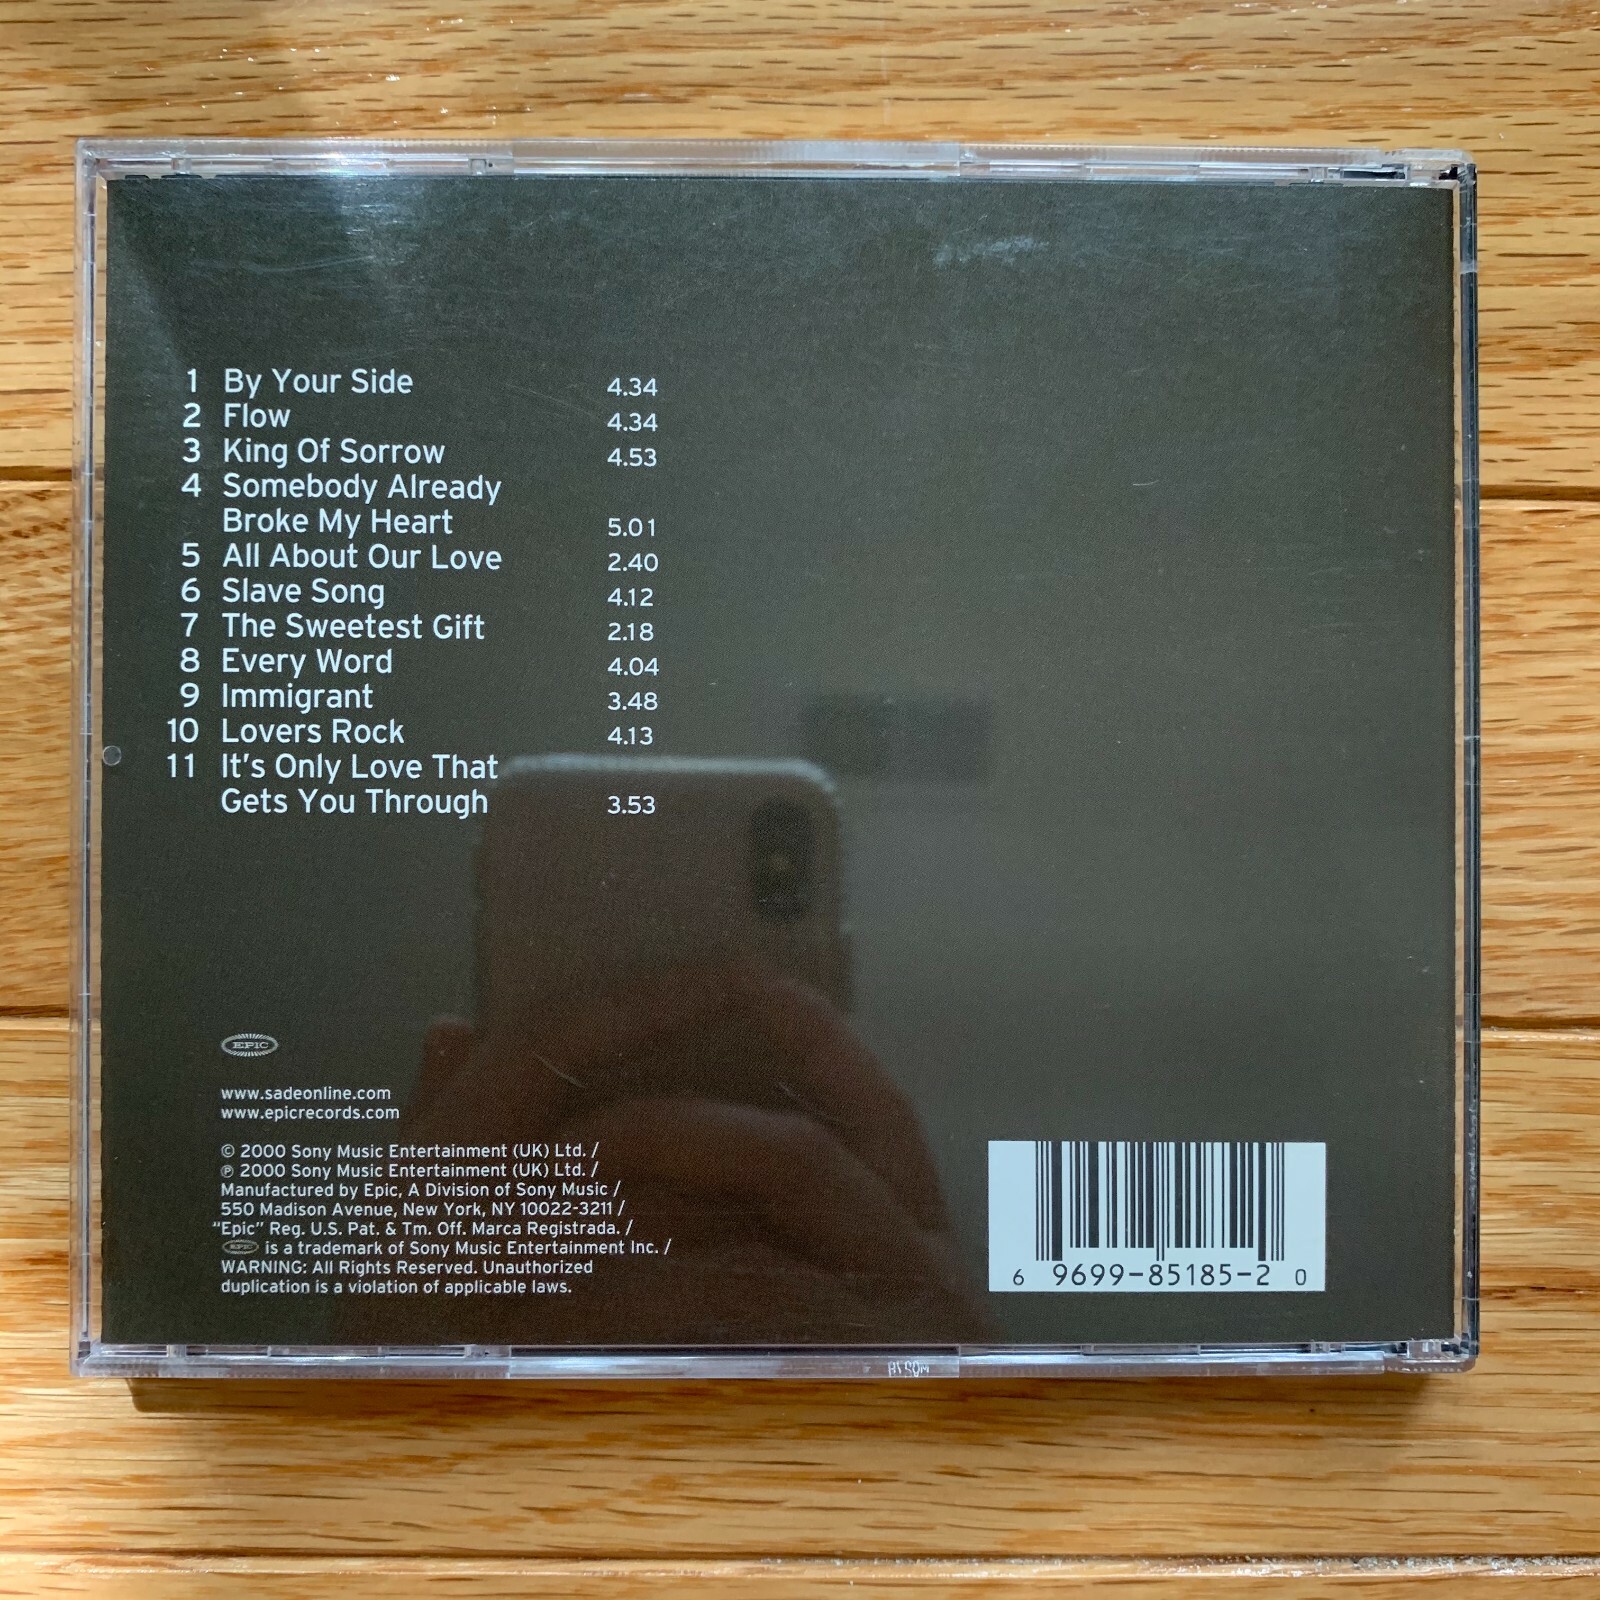 1 By Your Side 4.34
2 Flow 4.34
3 King Of Sorrow 4.53
4 Somebody Already
Broke My Heart 5.01
5 All About Our Love 2.40
6 Slave Song 4.12
7 The Sweetest Gift 2.18
8 Every Word 4.04
9 Immigrant 3.48
10 Lovers Rock 4.13
11 It's Only Love That
Gets You Through 3.53
EPIC
www.sadeonline.com
www.epicrecords.com
© 2000 Sony Music Entertainment (UK) Ltd. /
℗ 2000 Sony Music Entertainment (UK) Ltd. /
Manufactured by Epic, A Division of Sony Music /
550 Madison Avenue, New York, NY 10022-3211 /
"Epic" Reg. U.S. Pat. & Tm. Off. Marca Registrada. /
EPIC is a trademark of Sony Music Entertainment Inc. /
WARNING: All Rights Reserved. Unauthorized
duplication is a violation of applicable laws.
6 9699-85185-2 0